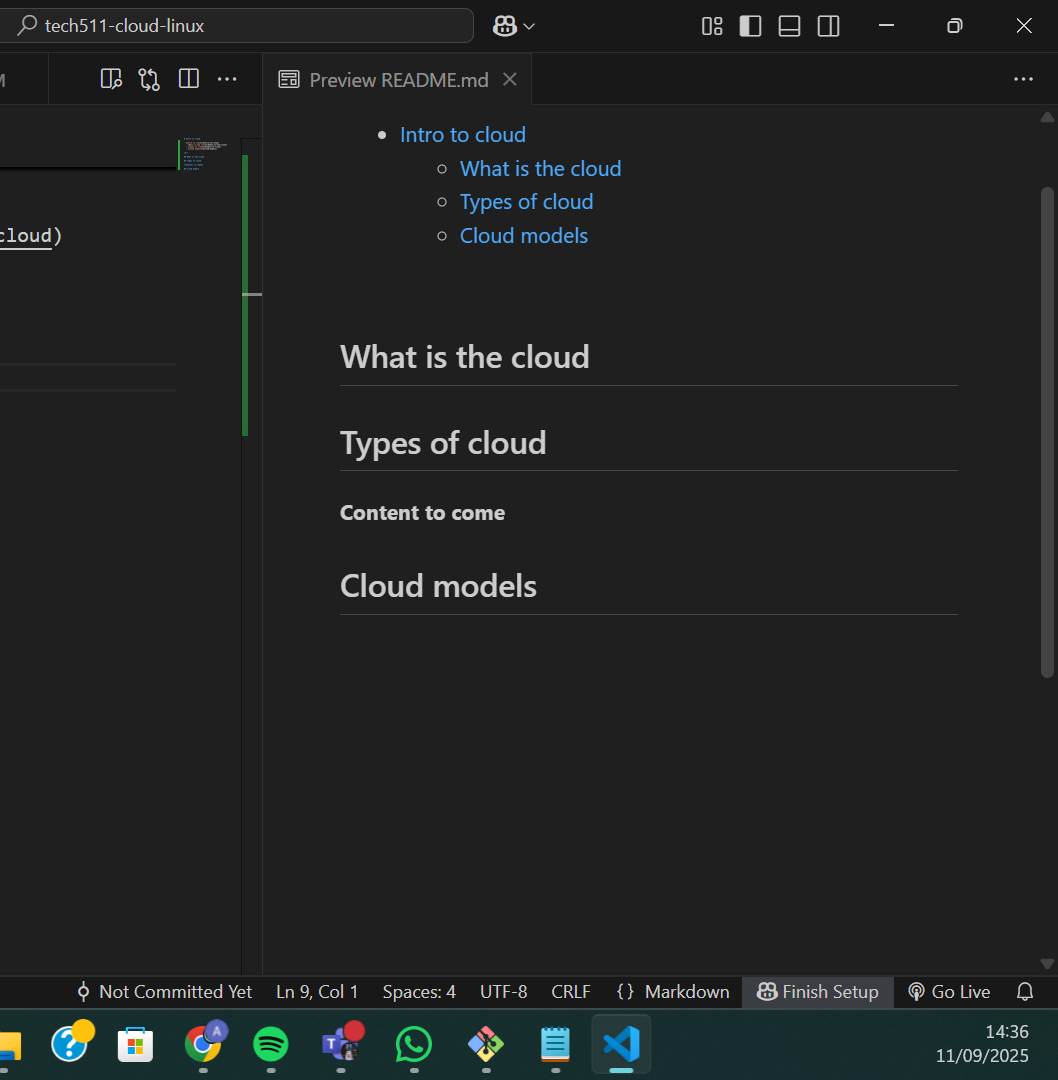 tech511-cloud-linux
Preview README.md
Intro to cloud
What is the cloud
Types of cloud
Cloud models
cloud)
What is the cloud
Types of cloud
Content to come
Cloud models
Not Committed Yet Ln 9, Col 1 Spaces: 4 UTF-8 CRLF {} Markdown Finish Setup Go Live
A
T
14:36
11/09/2025